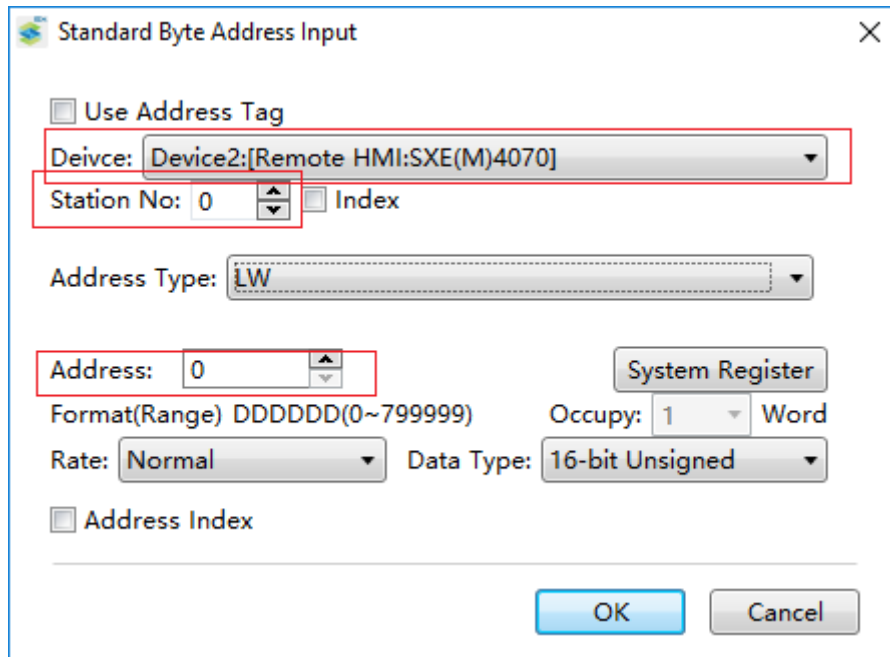 Standard Byte Address Input
Use Address Tag
Deivce: Device2:[Remote HMI:SXE(M)4070]
Station No: 0 Index
Address Type: LW
Address: 0 System Register
Format(Range) DDDDDD(0~799999) Occupy: 1 Word
Rate: Normal Data Type: 16-bit Unsigned
Address Index
OK Cancel